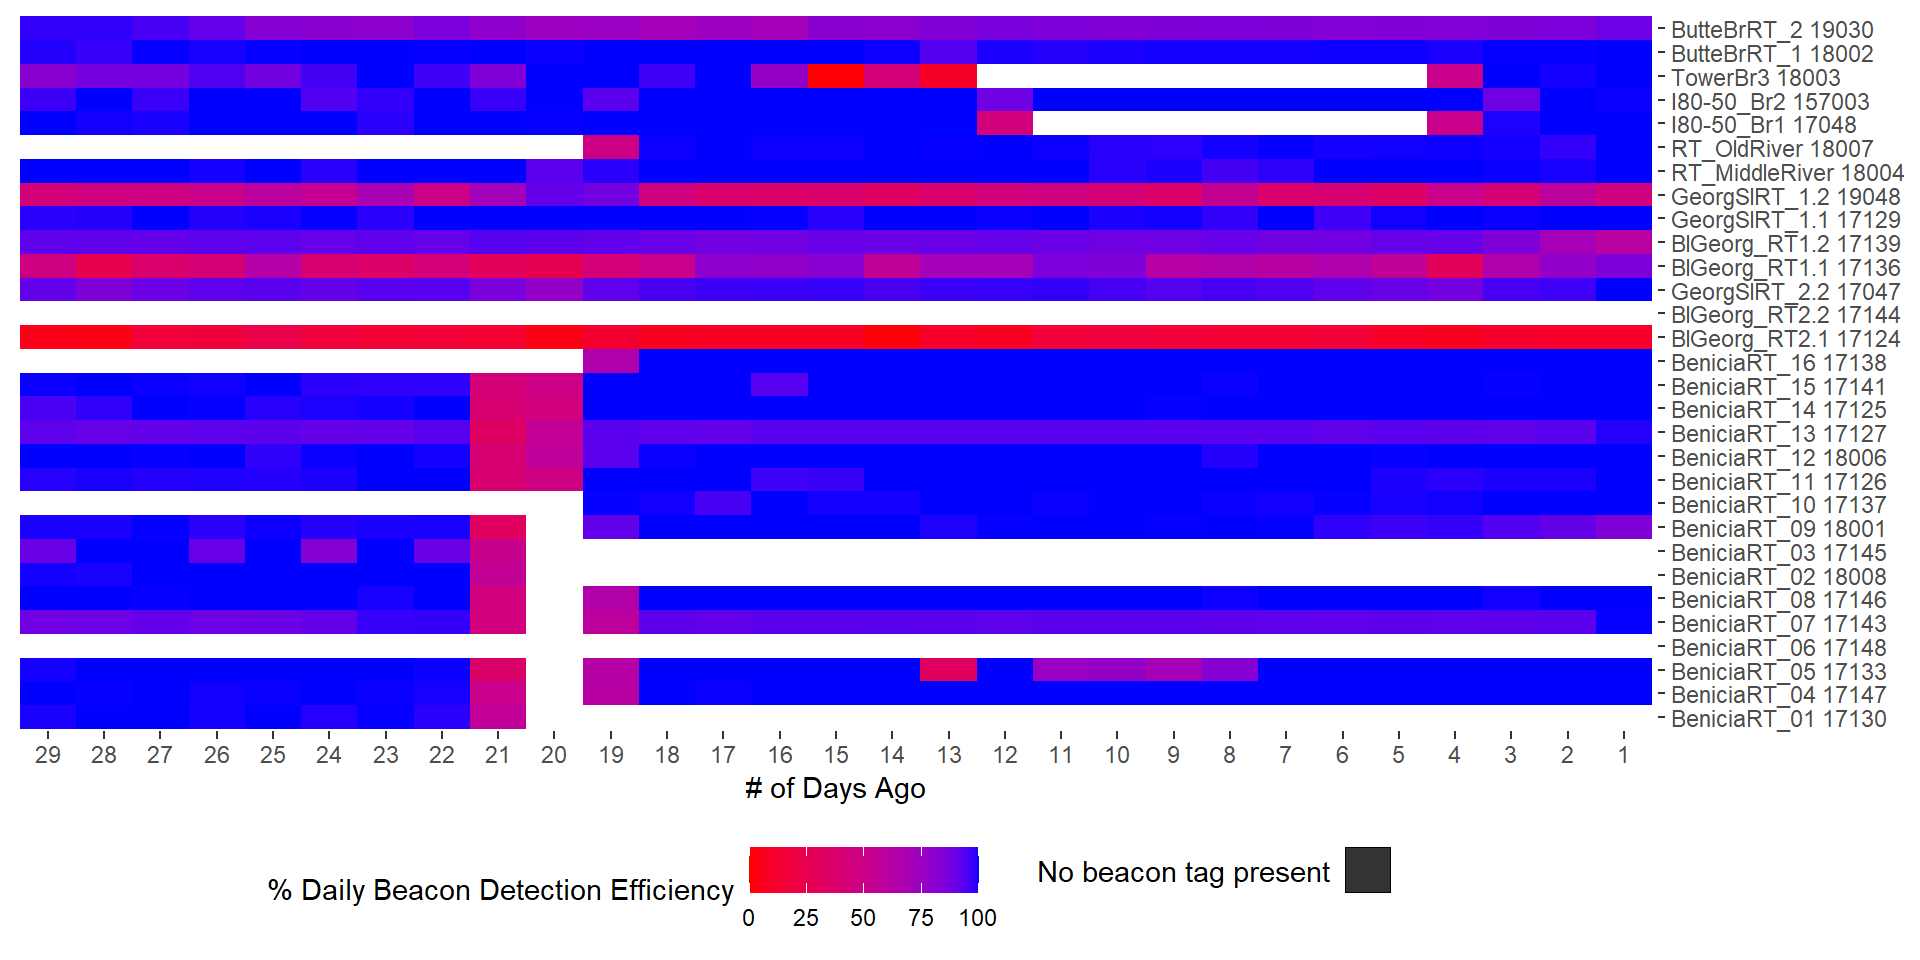 ButteBrRT_2 19030
ButteBrRT_1 18002
TowerBr3 18003
I80-50_Br2 157003
I80-50_Br1 17048
RT_OldRiver 18007
RT_MiddleRiver 18004
GeorgSlRT_1.2 19048
GeorgSlRT_1.1 17129
BlGeorg_RT1.2 17139
BlGeorg_RT1.1 17136
GeorgSlRT_2.2 17047
BlGeorg_RT2.2 17144
BlGeorg_RT2.1 17124
BeniciaRT_16 17138
BeniciaRT_15 17141
BeniciaRT_14 17125
BeniciaRT_13 17127
BeniciaRT_12 18006
BeniciaRT_11 17126
BeniciaRT_10 17137
BeniciaRT_09 18001
BeniciaRT_03 17145
BeniciaRT_02 18008
BeniciaRT_08 17146
BeniciaRT_07 17143
BeniciaRT_06 17148
BeniciaRT_05 17133
BeniciaRT_04 17147
BeniciaRT_01 17130
29 28 27 26 25 24 23 22 21 20 19 18 17 16 15 14 13 12 11 10 9 8 7 6 5 4 3 2 1
# of Days Ago
% Daily Beacon Detection Efficiency
0 25 50 75 100
No beacon tag present